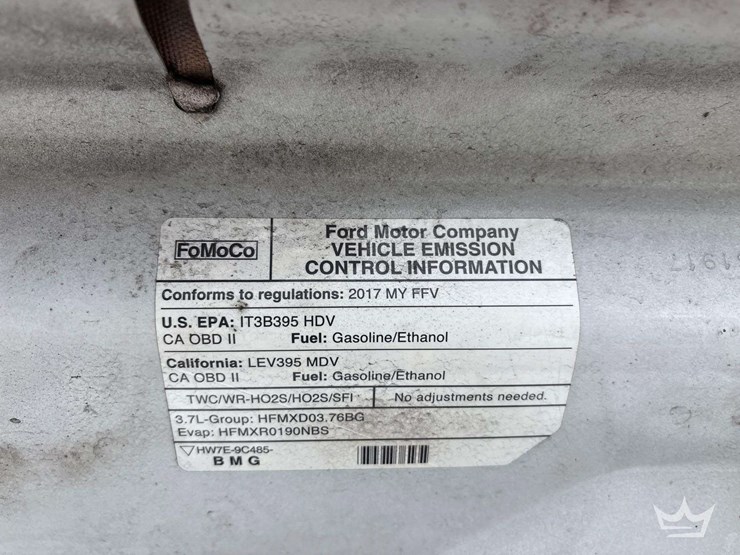 FoMoCo
Ford Motor Company
VEHICLE EMISSION
CONTROL INFORMATION
Conforms to regulations: 2017 MY FFV
U.S. EPA: IT3B395 HDV
CA OBD II Fuel: Gasoline/Ethanol
California: LEV395 MDV
CA OBD II Fuel: Gasoline/Ethanol
TWC/WR-HO2S/HO2S/SFI No adjustments needed.
3.7L-Group: HFMXD03.76BG
Evap: HFMXR0190NBS
HW7E-9C485-
BMG